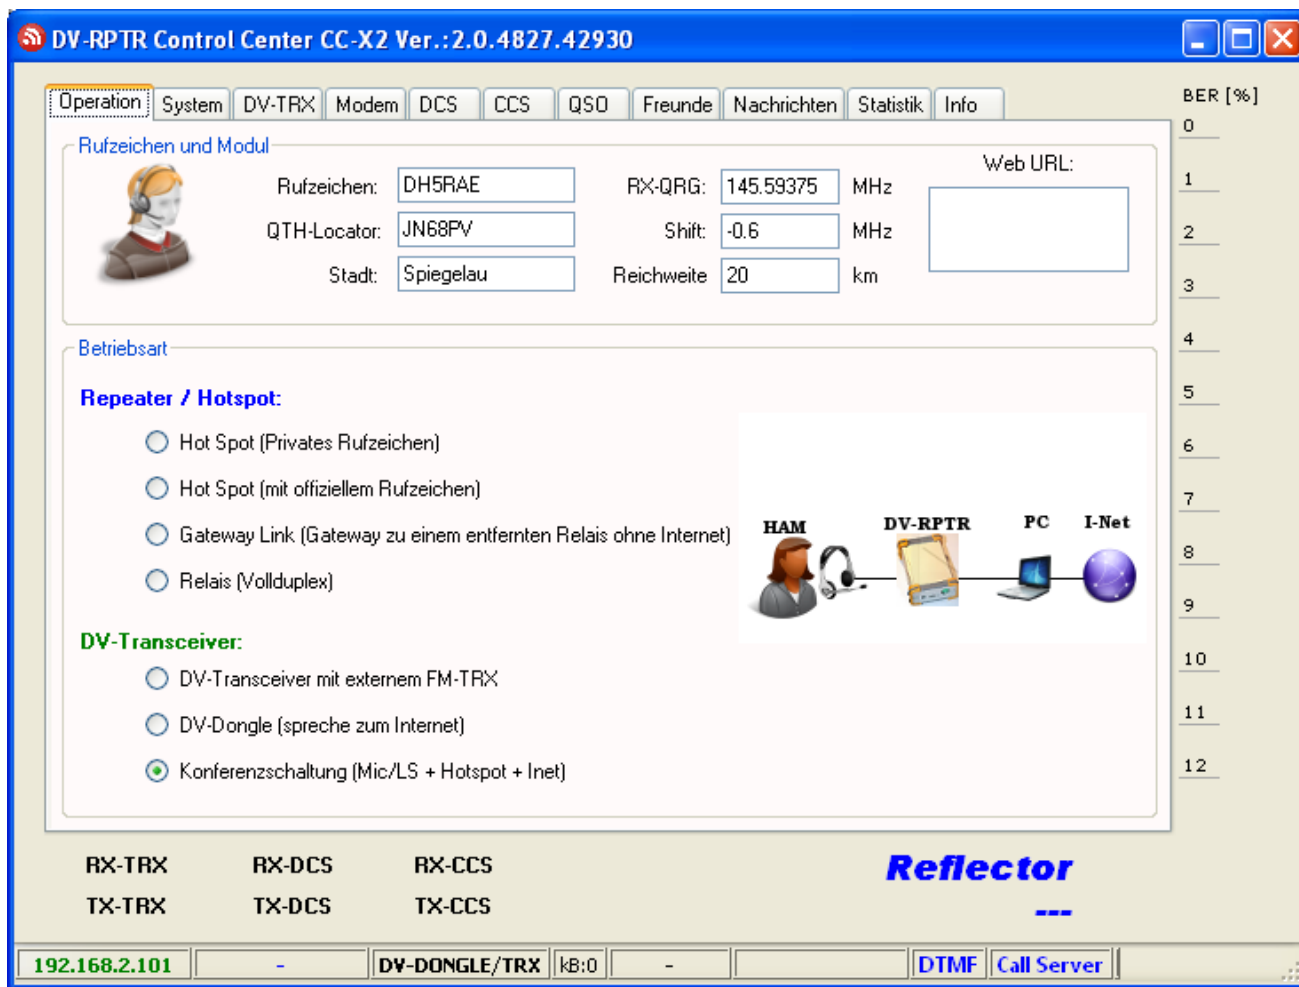 DV-RPTR Control Center CC-X2 Ver.:2.0.4827.42930
Operation System DV-TRX Modem DCS CCS QSO Freunde Nachrichten Statistik Info
BER [%]
Rufzeichen und Modul
Rufzeichen: DH5RAE RX-QRG: 145.59375 MHz Web URL:
QTH-Locator: JN68PV Shift: -0.6 MHz
Stadt: Spiegelau Reichweite 20 km
Betriebsart
Repeater / Hotspot:
Hot Spot (Privates Rufzeichen)
Hot Spot (mit offiziellem Rufzeichen)
Gateway Link (Gateway zu einem entfernten Relais ohne Internet)
Relais (Vollduplex)
HAM DV-RPTR PC I-Net
DV-Transceiver:
DV-Transceiver mit externem FM-TRX
DV-Dongle (spreche zum Internet)
Konferenzschaltung (Mic/LS + Hotspot + Inet)
0
1
2
3
4
5
6
7
8
9
10
11
12
RX-TRX RX-DCS RX-CCS Reflector
TX-TRX TX-DCS TX-CCS ---
192.168.2.101 - DV-DONGLE/TRX kB:0 - DTMF Call Server